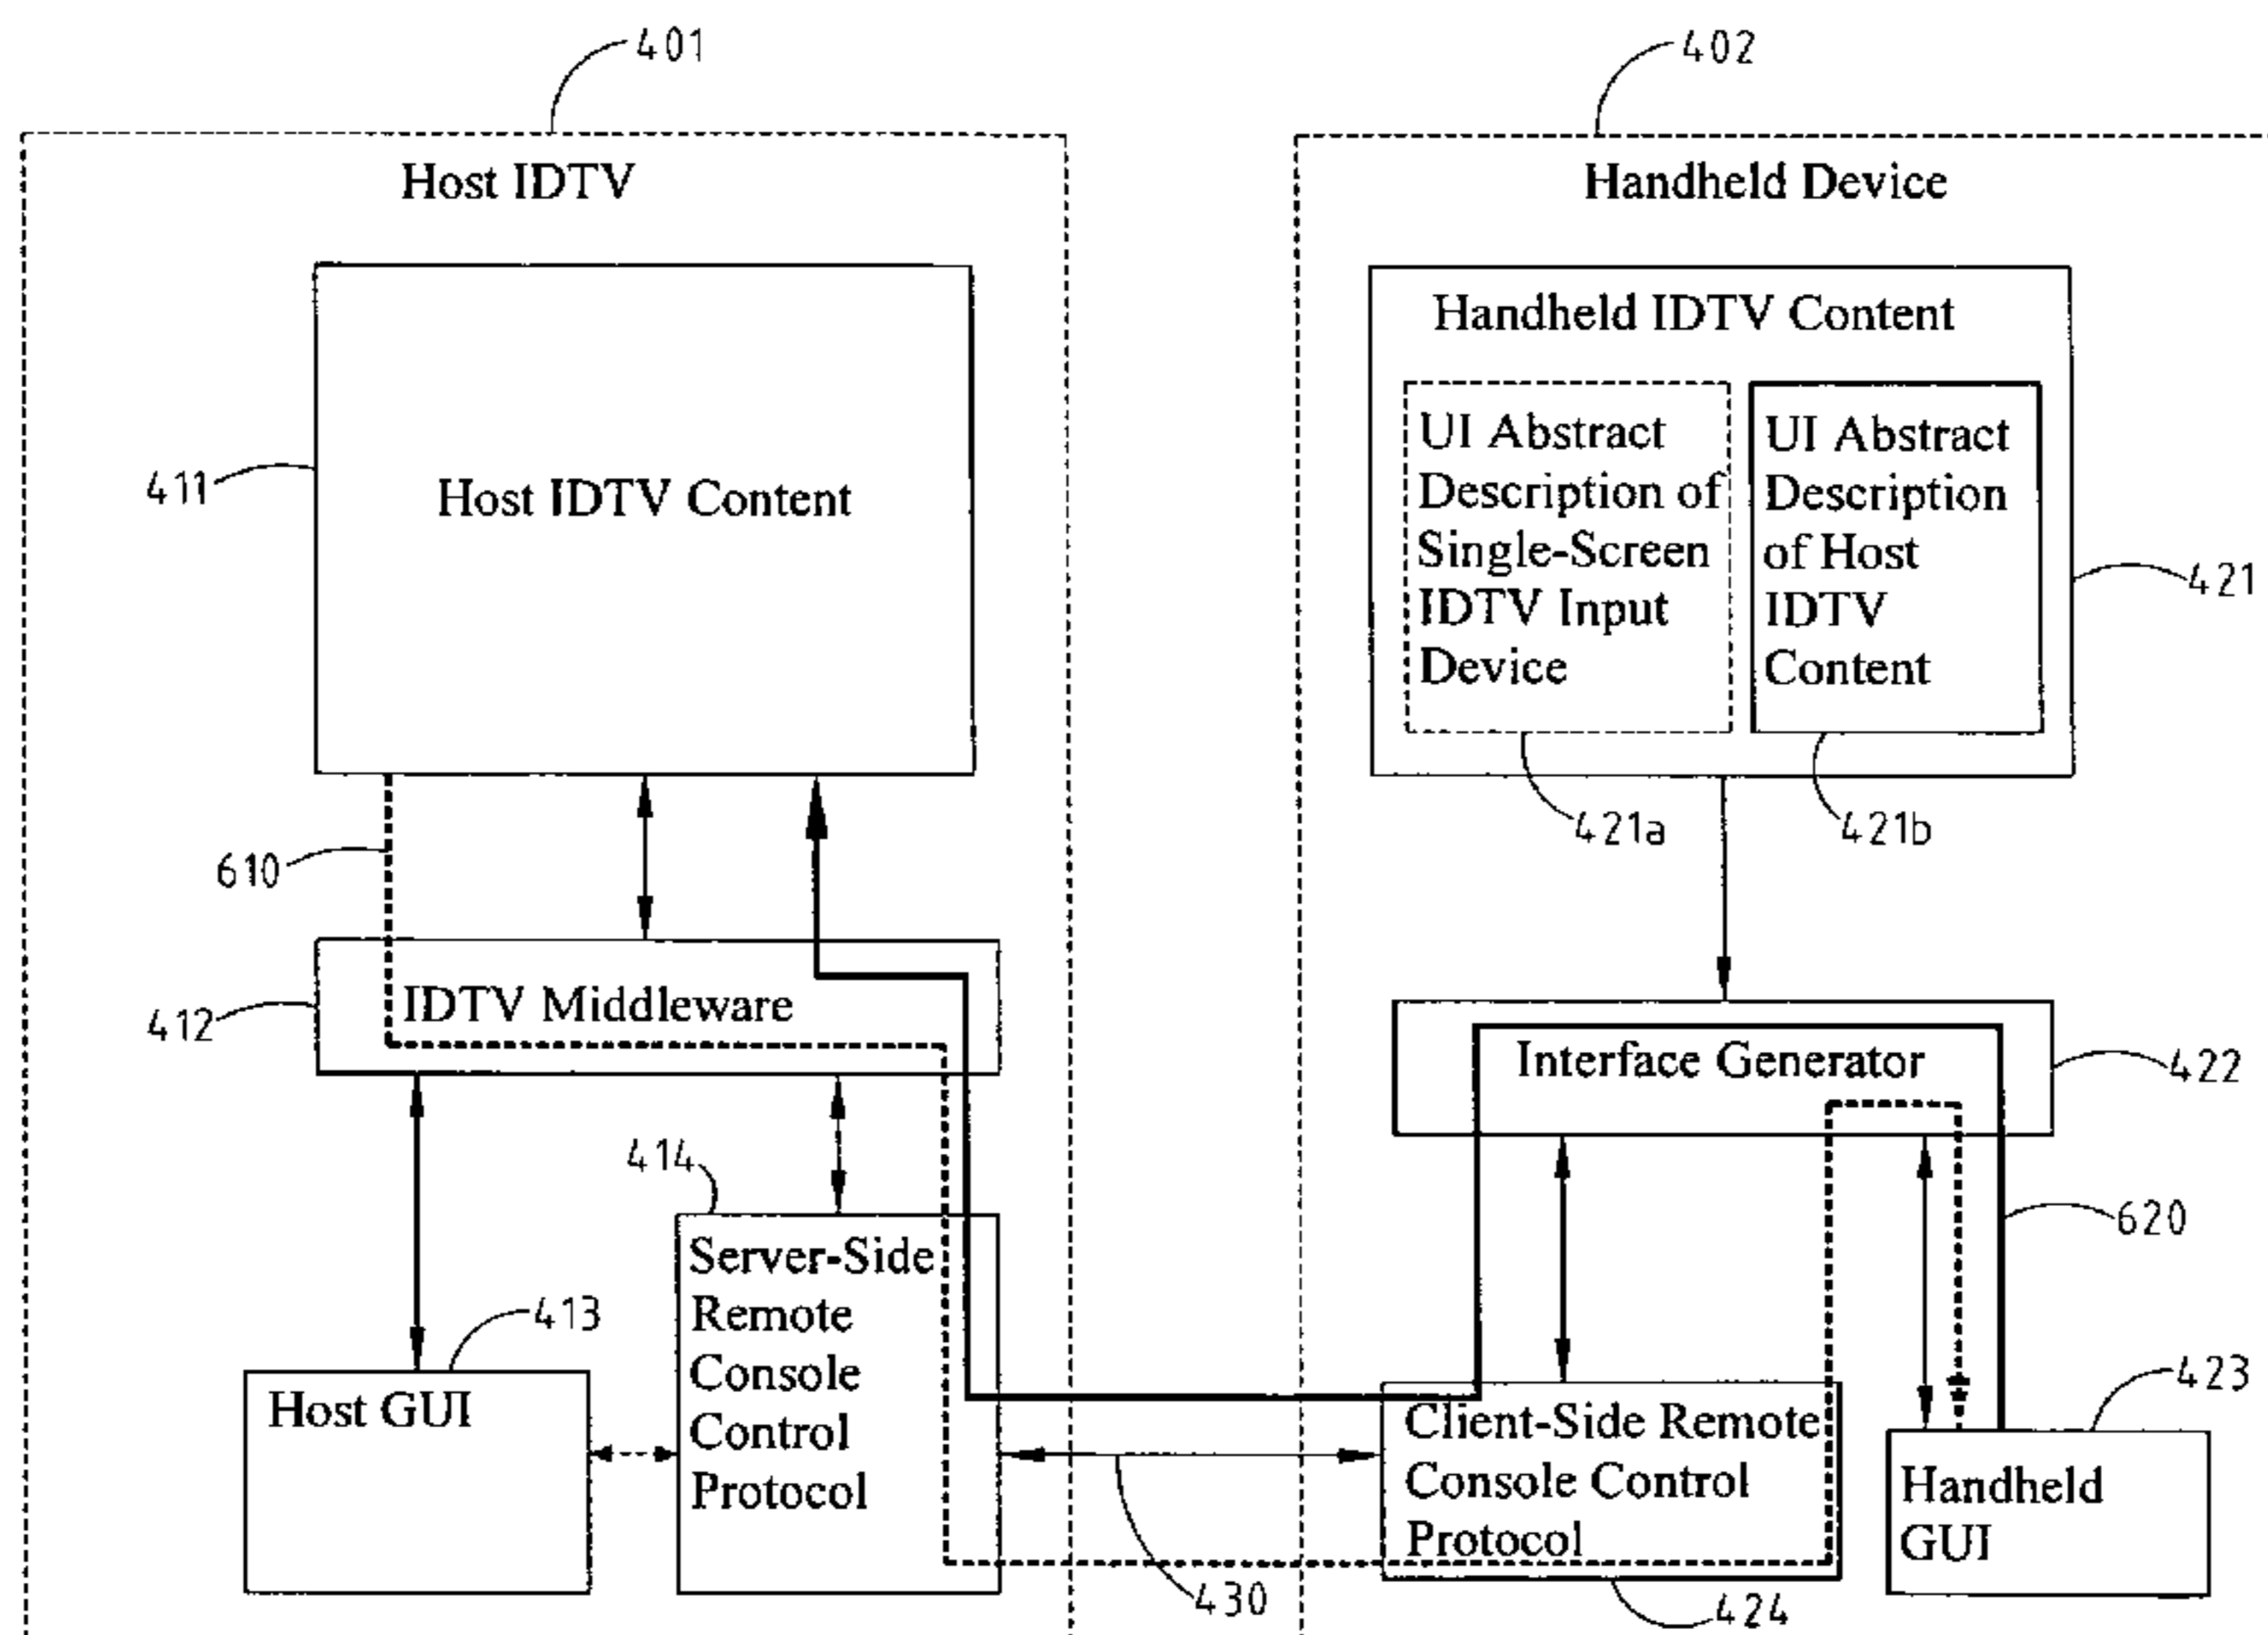 401
402
Host IDTV
Handheld Device
Host IDTV Content
411
Handheld IDTV Content
UI Abstract
Description of
Single-Screen
IDTV Input
Device
UI Abstract
Description
of Host
IDTV
Content
421
421a
421b
610
IDTV Middleware
412
Interface Generator
422
414
620
Server-Side
Remote
Console
Control
Protocol
413
Host GUI
423
Client-Side Remote
Console Control
Protocol
Handheld
GUI
430
424